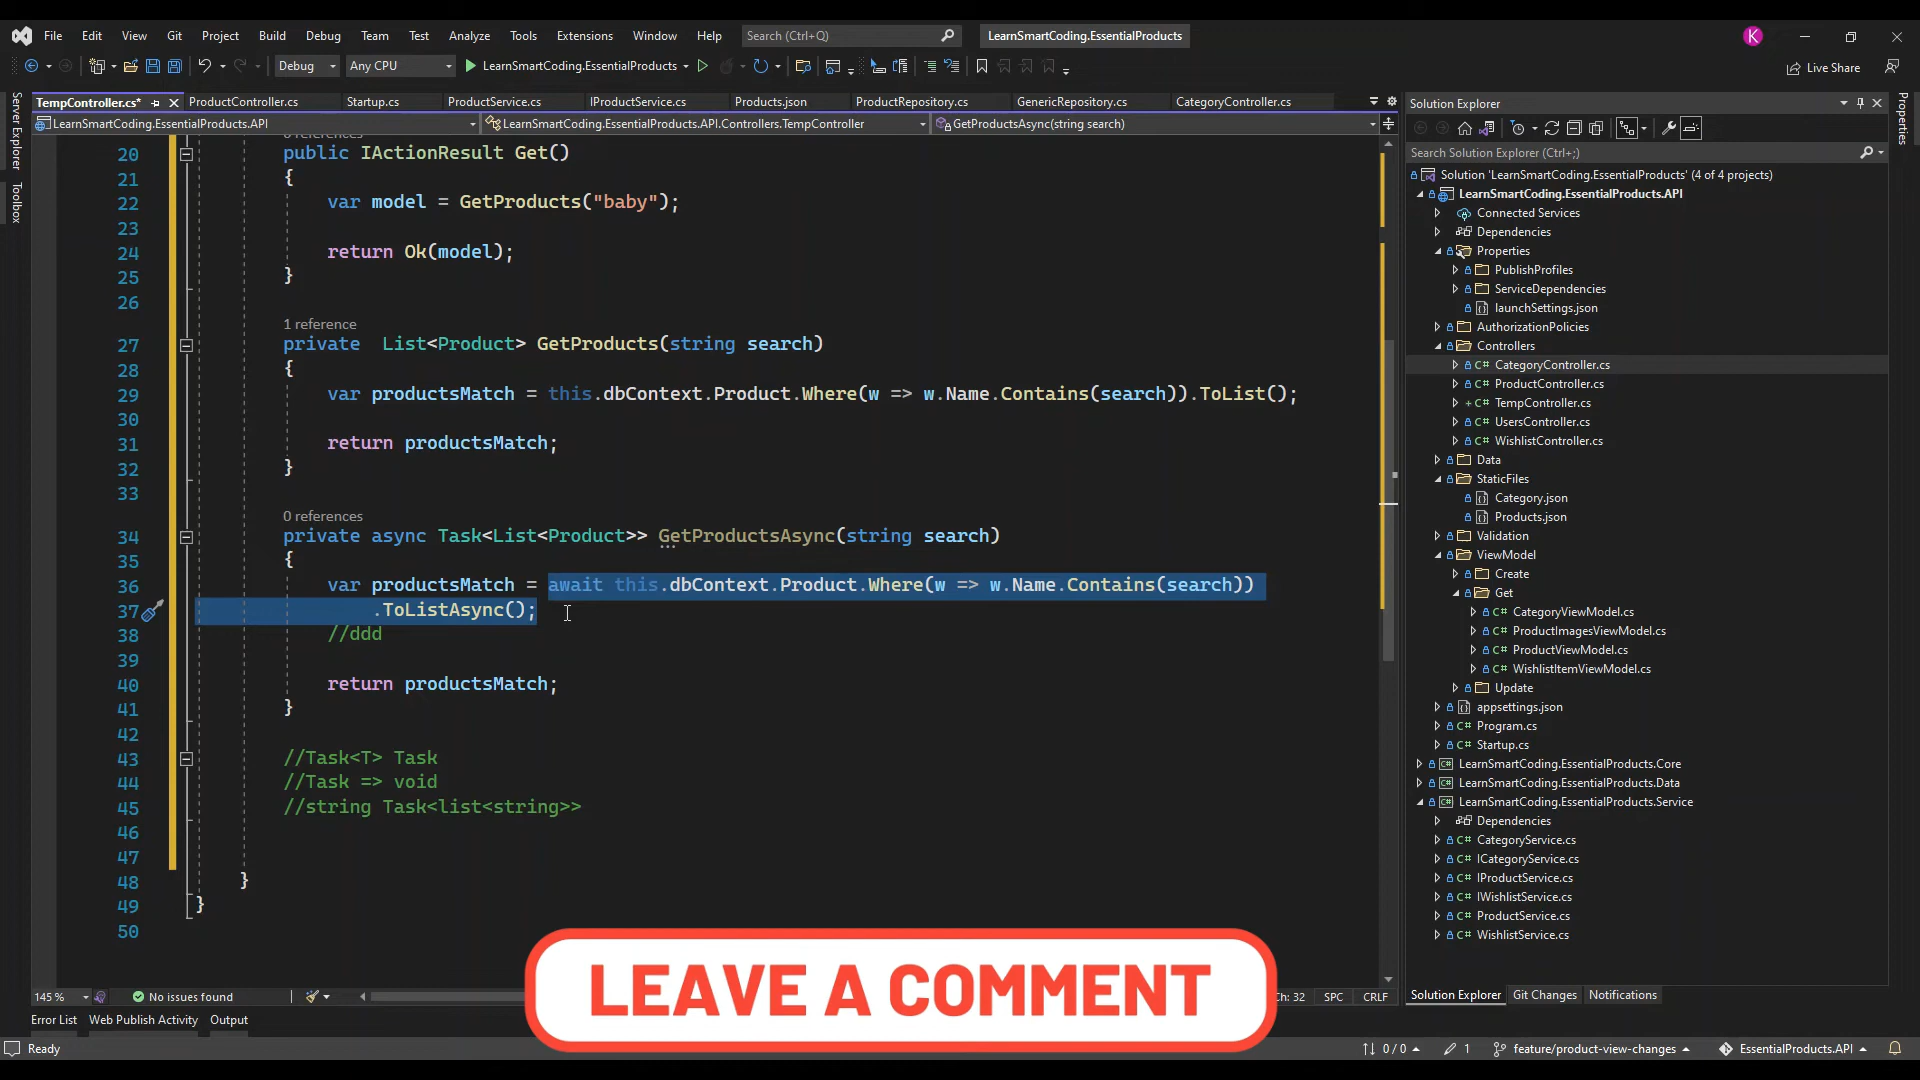 File Edit View Git Project Build Debug Team Test Analyze Tools Extensions Window Help Search (Ctrl+Q) LearnSmartCoding.EssentialProducts K
Debug Any CPU LearnSmartCoding.EssentialProducts Live Share
TempController.cs* ProductController.cs Startup.cs ProductService.cs IProductService.cs Products.json ProductRepository.cs GenericRepository.cs CategoryController.cs
LearnSmartCoding.EssentialProducts.API LearnSmartCoding.EssentialProducts.API.Controllers.TempController GetProductsAsync(string search)
Server Explorer
Toolbox
20 public IActionResult Get()
21 {
22 var model = GetProducts("baby");
23
24 return Ok(model);
25 }
26
1 reference
27 private List<Product> GetProducts(string search)
28 {
29 var productsMatch = this.dbContext.Product.Where(w => w.Name.Contains(search)).ToList();
30
31 return productsMatch;
32 }
33
0 references
34 private async Task<List<Product>> GetProductsAsync(string search)
35 {
36 var productsMatch = await this.dbContext.Product.Where(w => w.Name.Contains(search))
37 .ToListAsync();
38 //ddd
39
40 return productsMatch;
41 }
42
43 //Task<T> Task
44 //Task => void
45 //string Task<list<string>>
46
47
48 }
49 }
50
LEAVE A COMMENT
145 % No issues found Ch: 32 SPC CRLF
Error List Web Publish Activity Output
Ready 0 / 0 1 feature/product-view-changes EssentialProducts.API
Solution Explorer
Search Solution Explorer (Ctrl+;)
Solution 'LearnSmartCoding.EssentialProducts' (4 of 4 projects)
LearnSmartCoding.EssentialProducts.API
Connected Services
Dependencies
Properties
PublishProfiles
ServiceDependencies
launchSettings.json
AuthorizationPolicies
Controllers
C# CategoryController.cs
C# ProductController.cs
+ C# TempController.cs
C# UsersController.cs
C# WishlistController.cs
Data
StaticFiles
Category.json
Products.json
Validation
ViewModel
Create
Get
C# CategoryViewModel.cs
C# ProductImagesViewModel.cs
C# ProductViewModel.cs
C# WishlistItemViewModel.cs
Update
appsettings.json
C# Program.cs
C# Startup.cs
LearnSmartCoding.EssentialProducts.Core
LearnSmartCoding.EssentialProducts.Data
LearnSmartCoding.EssentialProducts.Service
Dependencies
C# CategoryService.cs
C# ICategoryService.cs
C# IProductService.cs
C# IWishlistService.cs
C# ProductService.cs
C# WishlistService.cs
Solution Explorer Git Changes Notifications
Properties